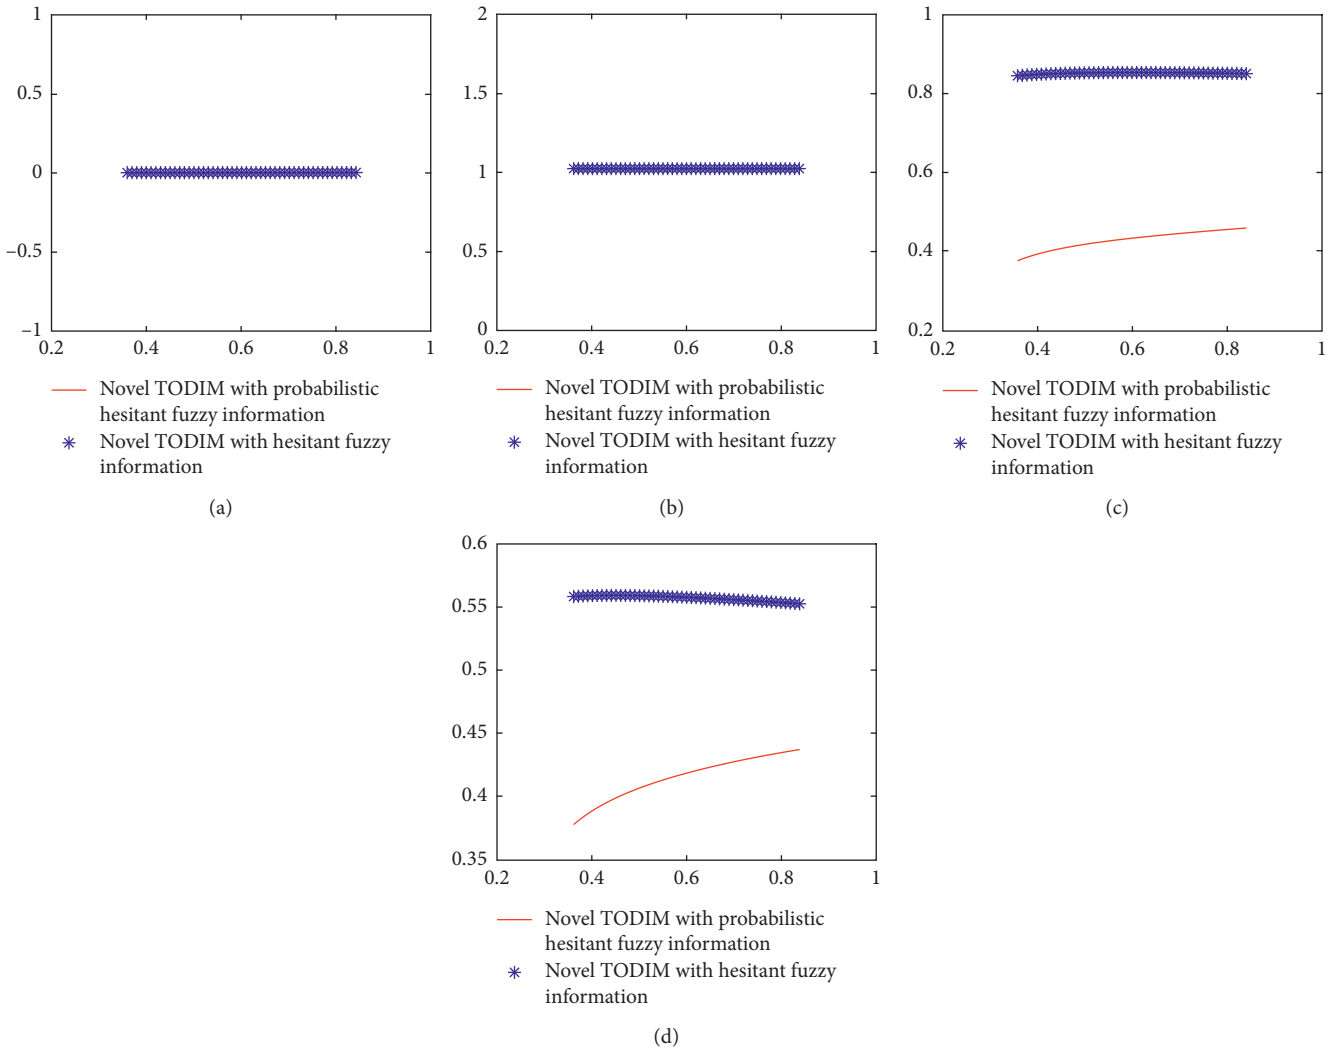 1
0.5
0
–0.5
–1
0.2 0.4 0.6 0.8 1
Novel TODIM with probabilistic
hesitant fuzzy information
Novel TODIM with hesitant fuzzy
information
(a)
2
1.5
1
0.5
0
0.2 0.4 0.6 0.8 1
Novel TODIM with probabilistic
hesitant fuzzy information
Novel TODIM with hesitant fuzzy
information
(b)
1
0.8
0.6
0.4
0.2
0.2 0.4 0.6 0.8 1
Novel TODIM with probabilistic
hesitant fuzzy information
Novel TODIM with hesitant fuzzy
information
(c)
0.6
0.55
0.5
0.45
0.4
0.35
0.2 0.4 0.6 0.8 1
Novel TODIM with probabilistic
hesitant fuzzy information
Novel TODIM with hesitant fuzzy
information
(d)